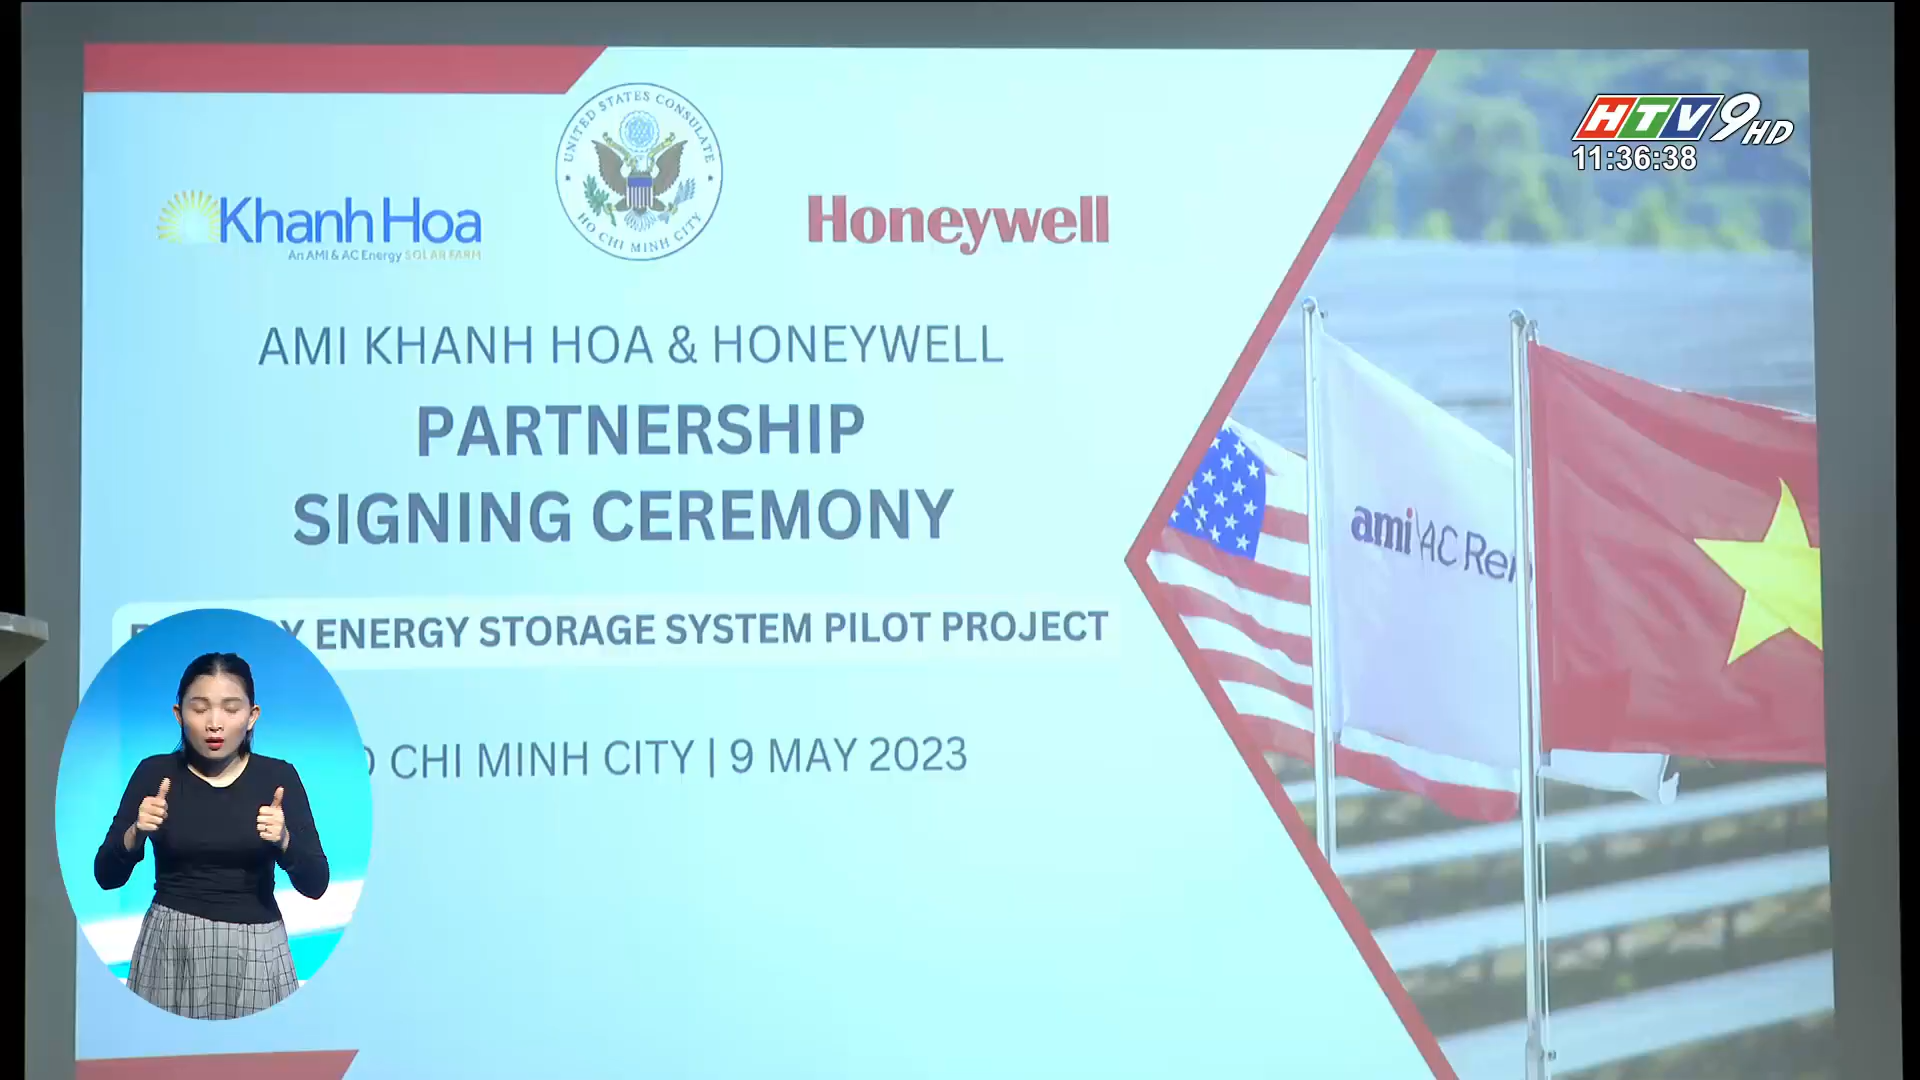 HTV9 HD
11:36:38
UNITED STATES CONSULATE
HO CHI MINH CITY
Khanh Hoa
An AMI & AC Energy SOLAR FARM
Honeywell
AMI KHANH HOA & HONEYWELL
PARTNERSHIP
SIGNING CEREMONY
ENERGY STORAGE SYSTEM PILOT PROJECT
CHI MINH CITY | 9 MAY 2023
ami AC